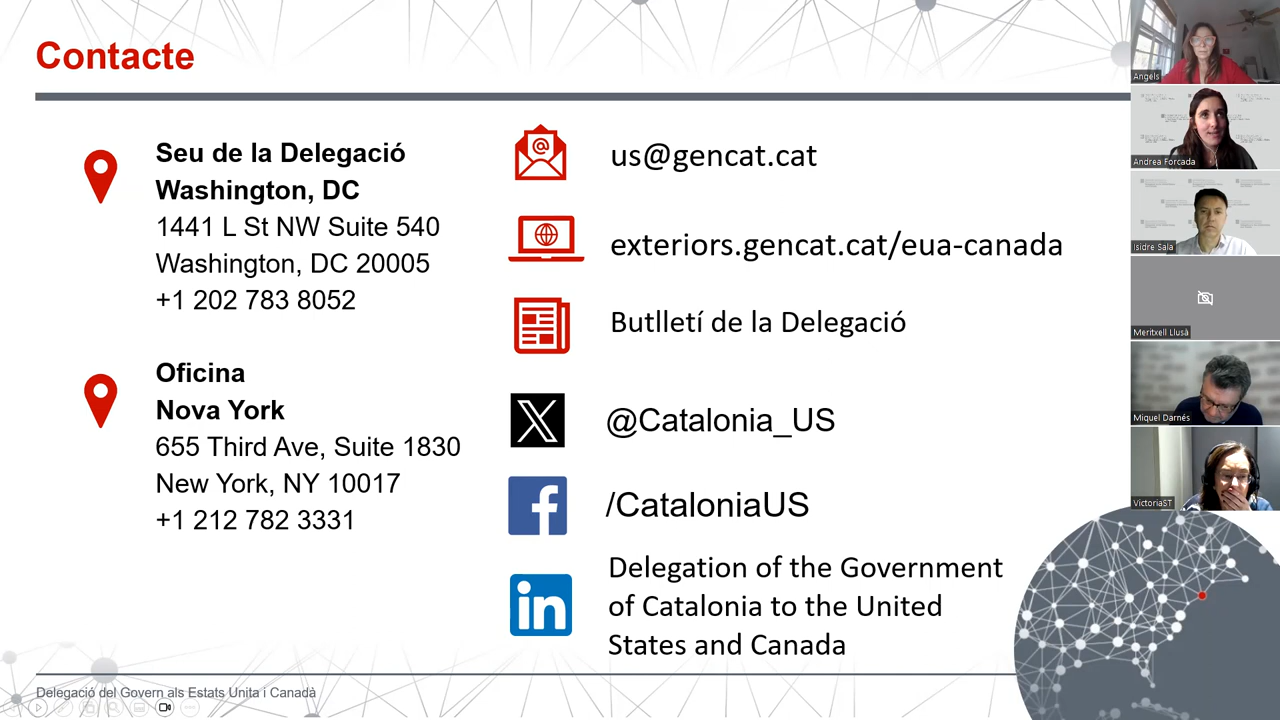 Contacte
Seu de la Delegació
Washington, DC
1441 L St NW Suite 540
Washington, DC 20005
+1 202 783 8052
Oficina
Nova York
655 Third Ave, Suite 1830
New York, NY 10017
+1 212 782 3331
us@gencat.cat
exteriors.gencat.cat/eua-canada
Butlletí de la Delegació
@Catalonia_US
/CataloniaUS
Delegation of the Government
of Catalonia to the United
States and Canada
Delegació del Govern als Estats Units i Canadà
Angels
Andrea Forcada
Isidre Sala
Meritxell Llusà
Miquel Darnés
VictoriaST